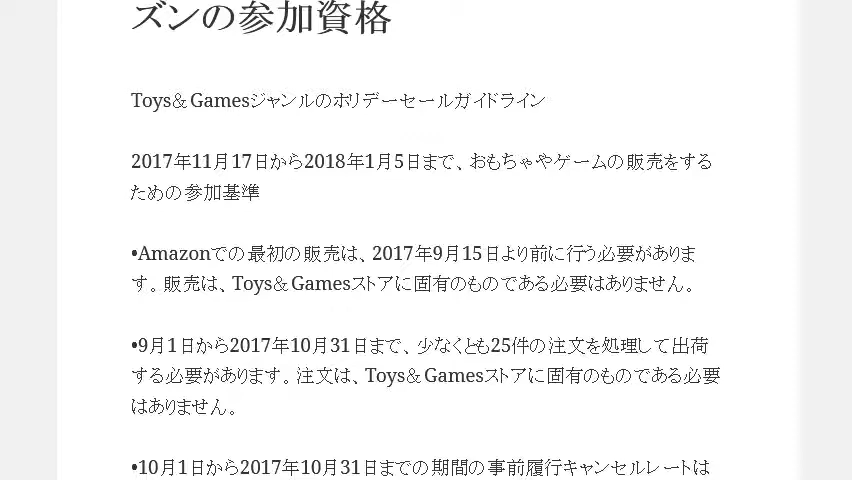 ズンの参加資格
Toys＆Gamesジャンルのホリデーセールガイドライン
2017年11月17日から2018年1月5日まで、おもちゃやゲームの販売をする
ための参加基準
•Amazonでの最初の販売は、2017年9月15日より前に行う必要がありま
す。販売は、Toys＆Gamesストアに固有のものである必要はありません。
•9月1日から2017年10月31日まで、少なくとも25件の注文を処理して出荷
する必要があります。注文は、Toys＆Gamesストアに固有のものである必要
はありません。
•10月1日から2017年10月31日までの期間の事前履行キャンセルレートは